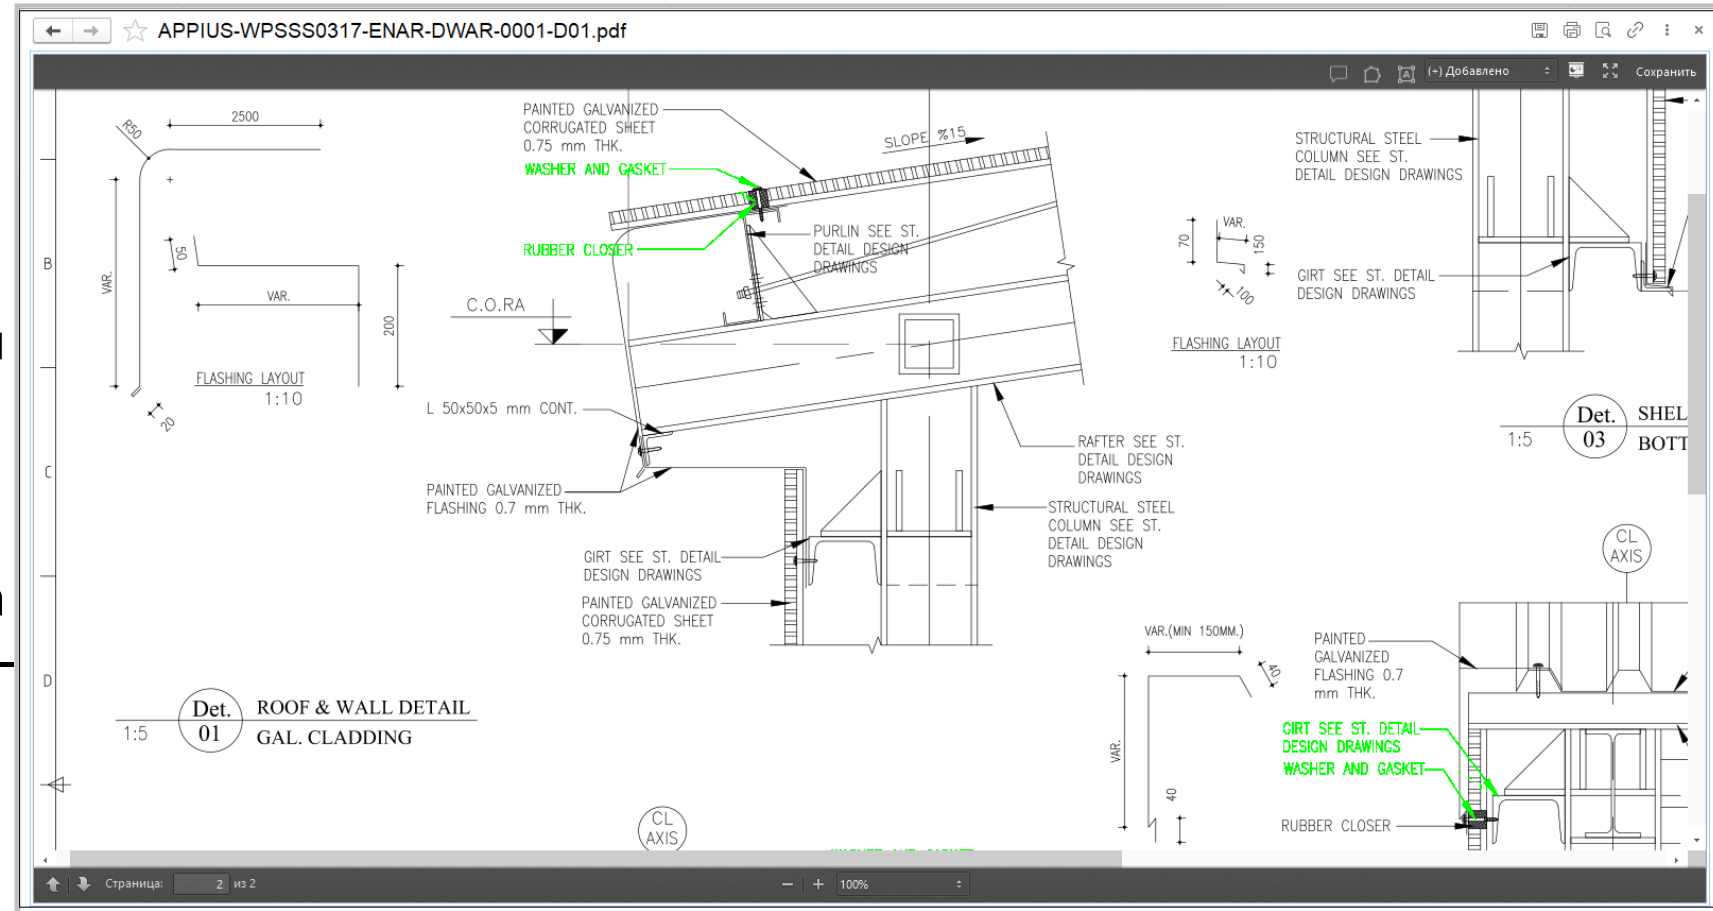 APPIUS-WPSSS0317-ENAR-DWAR-0001-D01.pdf
(+) Добавлено
Сохранить
R50
2500
VAR.
50
VAR.
200
FLASHING LAYOUT
1:10
20
PAINTED GALVANIZED
CORRUGATED SHEET
0.75 mm THK.
WASHER AND GASKET
RUBBER CLOSER
SLOPE %15
PURLIN SEE ST.
DETAIL DESIGN
DRAWINGS
C.O.RA
L 50x50x5 mm CONT.
PAINTED GALVANIZED
FLASHING 0.7 mm THK.
RAFTER SEE ST.
DETAIL DESIGN
DRAWINGS
STRUCTURAL STEEL
COLUMN SEE ST.
DETAIL DESIGN
DRAWINGS
GIRT SEE ST. DETAIL
DESIGN DRAWINGS
PAINTED GALVANIZED
CORRUGATED SHEET
0.75 mm THK.
B
C
D
Det.
01
1:5
ROOF & WALL DETAIL
GAL. CLADDING
CL
AXIS
70
VAR.
150
100
FLASHING LAYOUT
1:10
STRUCTURAL STEEL
COLUMN SEE ST.
DETAIL DESIGN DRAWINGS
GIRT SEE ST. DETAIL
DESIGN DRAWINGS
1:5
Det.
03
SHEL
BOTT
CL
AXIS
VAR.(MIN 150MM.)
40
VAR.
40
PAINTED
GALVANIZED
FLASHING 0.7
mm THK.
GIRT SEE ST. DETAIL
DESIGN DRAWINGS
WASHER AND GASKET
RUBBER CLOSER
Страница: 2 из 2
100%